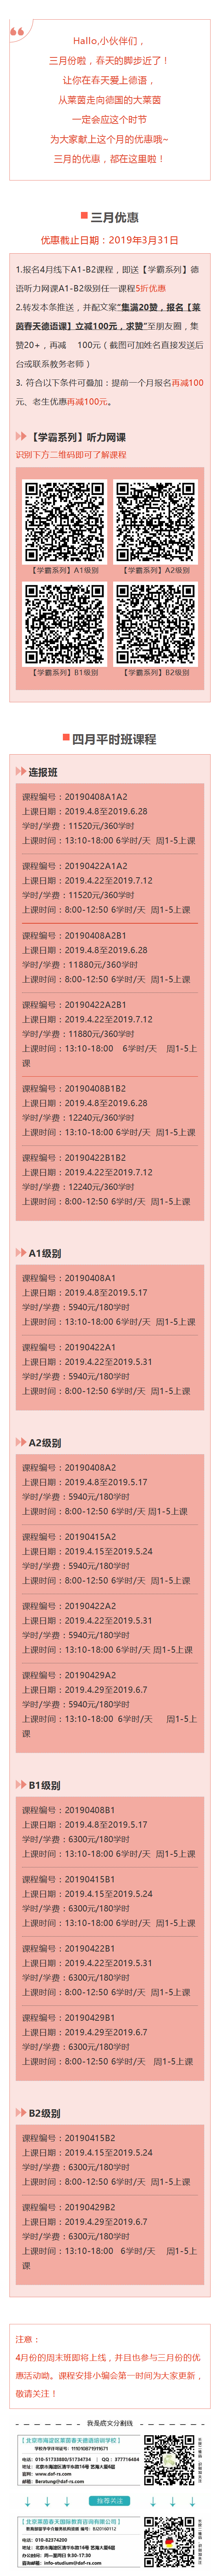 Hallo,小伙伴们，
三月份啦，春天的脚步近了！
让你在春天爱上德语，
从莱茵走向德国的大莱茵
一定会应这个时节
为大家献上这个月的优惠哦~
三月的优惠，都在这里啦！
三月优惠
优惠截止日期：2019年3月31日
1.报名4月线下A1-B2课程，即送【学霸系列】德
语听力网课A1-B2级别任一课程5折优惠
2.转发本条推送，并配文案“集满20赞，报名【莱
茵春天德语课】立减100元，求赞”至朋友圈，集
赞20+，再减 100元（截图可加姓名直接发送后
台或联系教务老师）
3. 符合以下条件可叠加：提前一个月报名再减100
元、老生优惠再减100元。
【学霸系列】听力网课
识别下方二维码即可了解课程
【学霸系列】A1级别 【学霸系列】A2级别
【学霸系列】B1级别 【学霸系列】B2级别
四月平时班课程
连报班
课程编号：20190408A1A2
上课日期：2019.4.8至2019.6.28
学时/学费：11520元/360学时
上课时间：13:10-18:00 6学时/天 周1-5上课
课程编号：20190422A1A2
上课日期：2019.4.22至2019.7.12
学时/学费：11520元/360学时
上课时间：8:00-12:50 6学时/天 周1-5上课
课程编号：20190408A2B1
上课日期：2019.4.8至2019.6.28
学时/学费：11880元/360学时
上课时间：8:00-12:50 6学时/天 周1-5上课
课程编号：20190422A2B1
上课日期：2019.4.22至2019.7.12
学时/学费：11880元/360学时
上课时间：13:10-18:00 6学时/天 周1-5上
课
课程编号：20190408B1B2
上课日期：2019.4.8至2019.6.28
学时/学费：12240元/360学时
上课时间：13:10-18:00 6学时/天 周1-5上课
课程编号：20190422B1B2
上课日期：2019.4.22至2019.7.12
学时/学费：12240元/360学时
上课时间：8:00-12:50 6学时/天 周1-5上课
A1级别
课程编号：20190408A1
上课日期：2019.4.8至2019.5.17
学时/学费：5940元/180学时
上课时间：13:10-18:00 6学时/天 周1-5上课
课程编号：20190422A1
上课日期：2019.4.22至2019.5.31
学时/学费：5940元/180学时
上课时间：8:00-12:50 6学时/天 周1-5上课
A2级别
课程编号：20190408A2
上课日期：2019.4.8至2019.5.17
学时/学费：5940元/180学时
上课时间：8:00-12:50 6学时/天 周1-5上课
课程编号：20190415A2
上课日期：2019.4.15至2019.5.24
学时/学费：5940元/180学时
上课时间：8:00-12:50 6学时/天 周1-5上课
课程编号：20190422A2
上课日期：2019.4.22至2019.5.31
学时/学费：5940元/180学时
上课时间：13:10-18:00 6学时/天 周1-5上课
课程编号：20190429A2
上课日期：2019.4.29至2019.6.7
学时/学费：5940元/180学时
上课时间：13:10-18:00 6学时/天 周1-5上
课
B1级别
课程编号：20190408B1
上课日期：2019.4.8至2019.5.17
学时/学费：6300元/180学时
上课时间：13:10-18:00 6学时/天 周1-5上课
课程编号：20190415B1
上课日期：2019.4.15至2019.5.24
学时/学费：6300元/180学时
上课时间：13:10-18:00 6学时/天 周1-5上课
课程编号：20190422B1
上课日期：2019.4.22至2019.5.31
学时/学费：6300元/180学时
上课时间：8:00-12:50 6学时/天 周1-5上课
课程编号：20190429B1
上课日期：2019.4.29至2019.6.7
学时/学费：6300元/180学时
上课时间：8:00-12:50 6学时/天 周1-5上课
B2级别
课程编号：20190415B2
上课日期：2019.4.15至2019.5.24
学时/学费：6300元/180学时
上课时间：8:00-12:50 6学时/天 周1-5上课
课程编号：20190429B2
上课日期：2019.4.29至2019.6.7
学时/学费：6300元/180学时
上课时间：13:10-18:00 6学时/天 周1-5上
课
注意：
4月份的周末班即将上线，并且也参与三月份的优
惠活动呦。课程安排小编会第一时间为大家更新，
敬请关注！
我是底文分割线
【 北京市海淀区莱茵春天德语培训学校 】
电话：010-51733680/51734734 | QQ：377716484
官网：www.daf-rs.com
邮箱：Beratung@daf-rs.com
推荐关注
【 北京莱茵春天国际教育咨询有限公司 】
电话：010-82374200
办公时间：周一至周日 9:30-17:30
咨询邮箱：info-studium@daf-rs.com